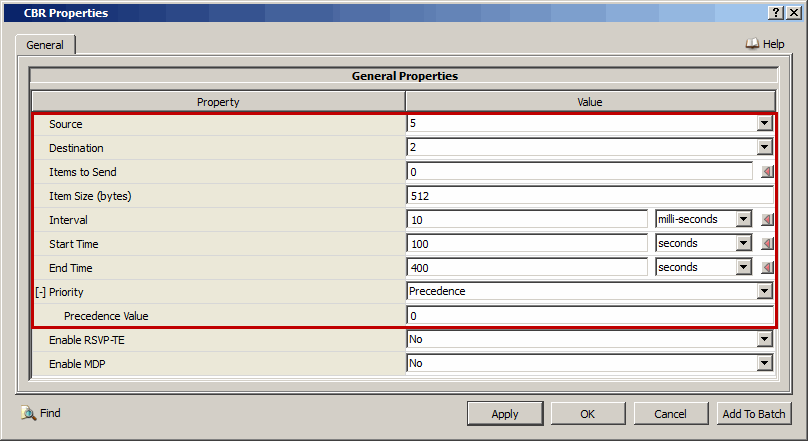 CBR Properties
General
Help
General Properties
Property Value
Source 5
Destination 2
Items to Send 0
Item Size (bytes) 512
Interval 10 milli-seconds
Start Time 100 seconds
End Time 400 seconds
[-] Priority Precedence
Precedence Value 0
Enable RSVP-TE No
Enable MDP No
Find Apply OK Cancel Add To Batch